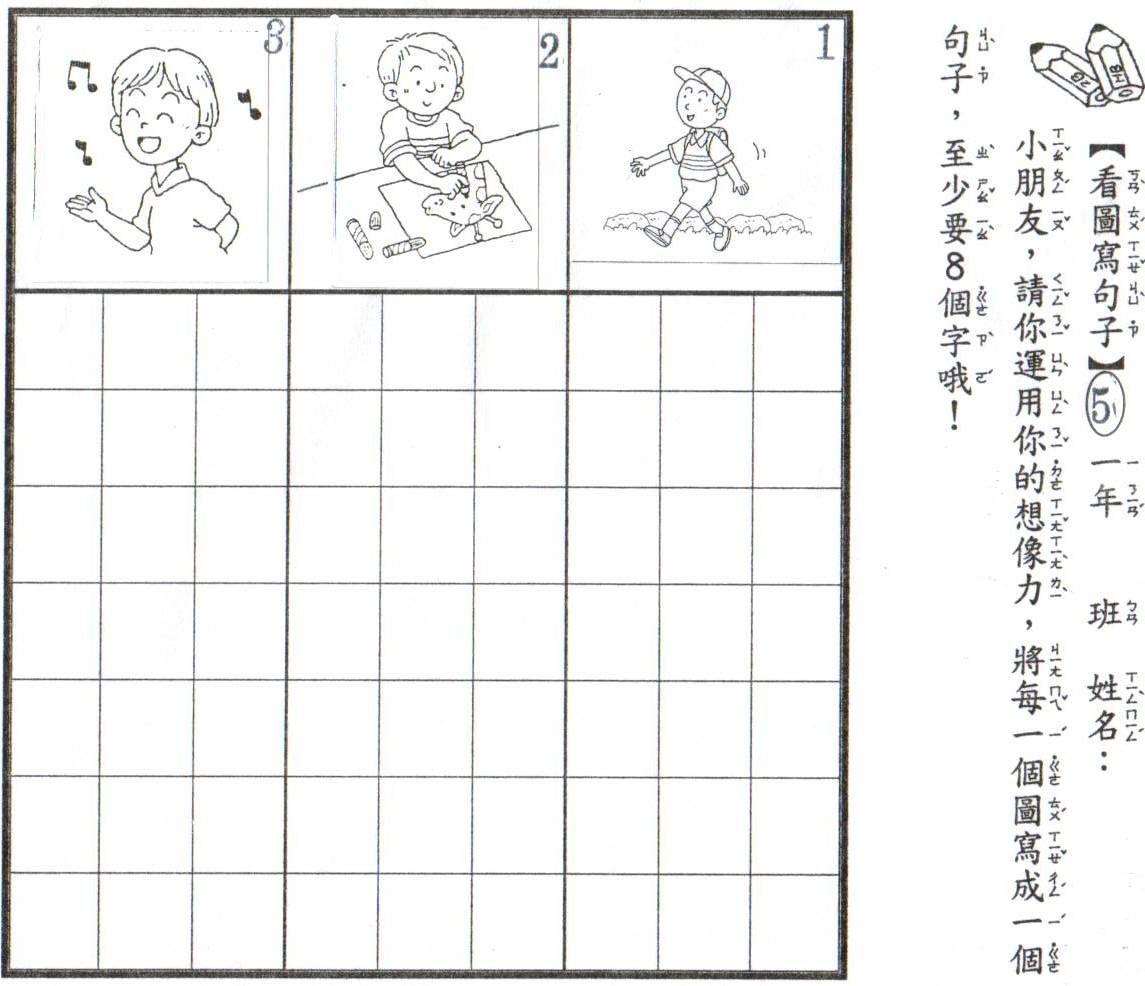 【看圖寫句子】5 一年 班 姓名：
小朋友，請你運用你的想像力，將每一個圖寫成一個
句子，至少要8個字哦！
1
2
3